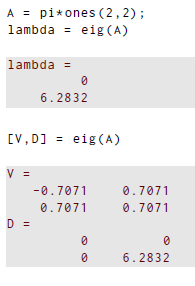 A = pi*ones(2,2);
lambda = eig(A)
lambda =
0
6.2832
[V,D] = eig(A)
V =
-0.7071 0.7071
0.7071 0.7071
D =
0 0
0 6.2832